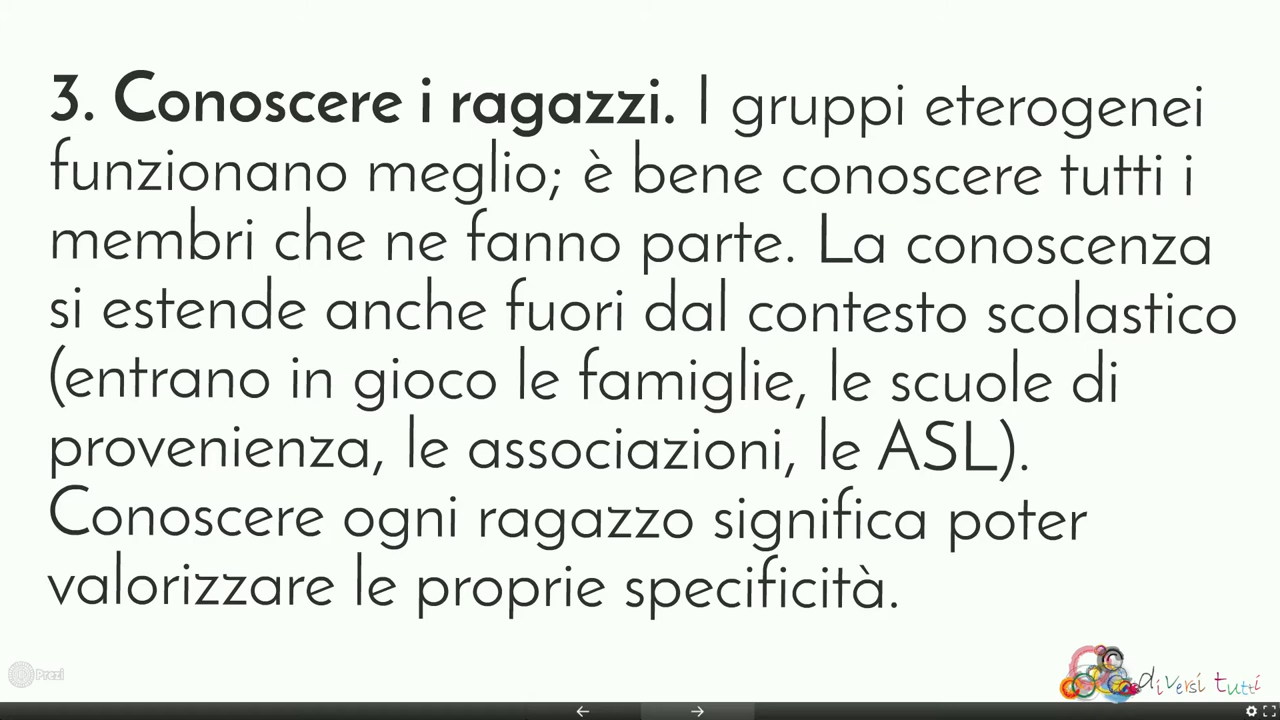 3. Conoscere i ragazzi. I gruppi eterogenei
funzionano meglio; è bene conoscere tutti i
membri che ne fanno parte. La conoscenza
si estende anche fuori dal contesto scolastico
(entrano in gioco le famiglie, le scuole di
provenienza, le associazioni, le ASL).
Conoscere ogni ragazzo significa poter
valorizzare le proprie specificità.
Prezi
diversi tutti